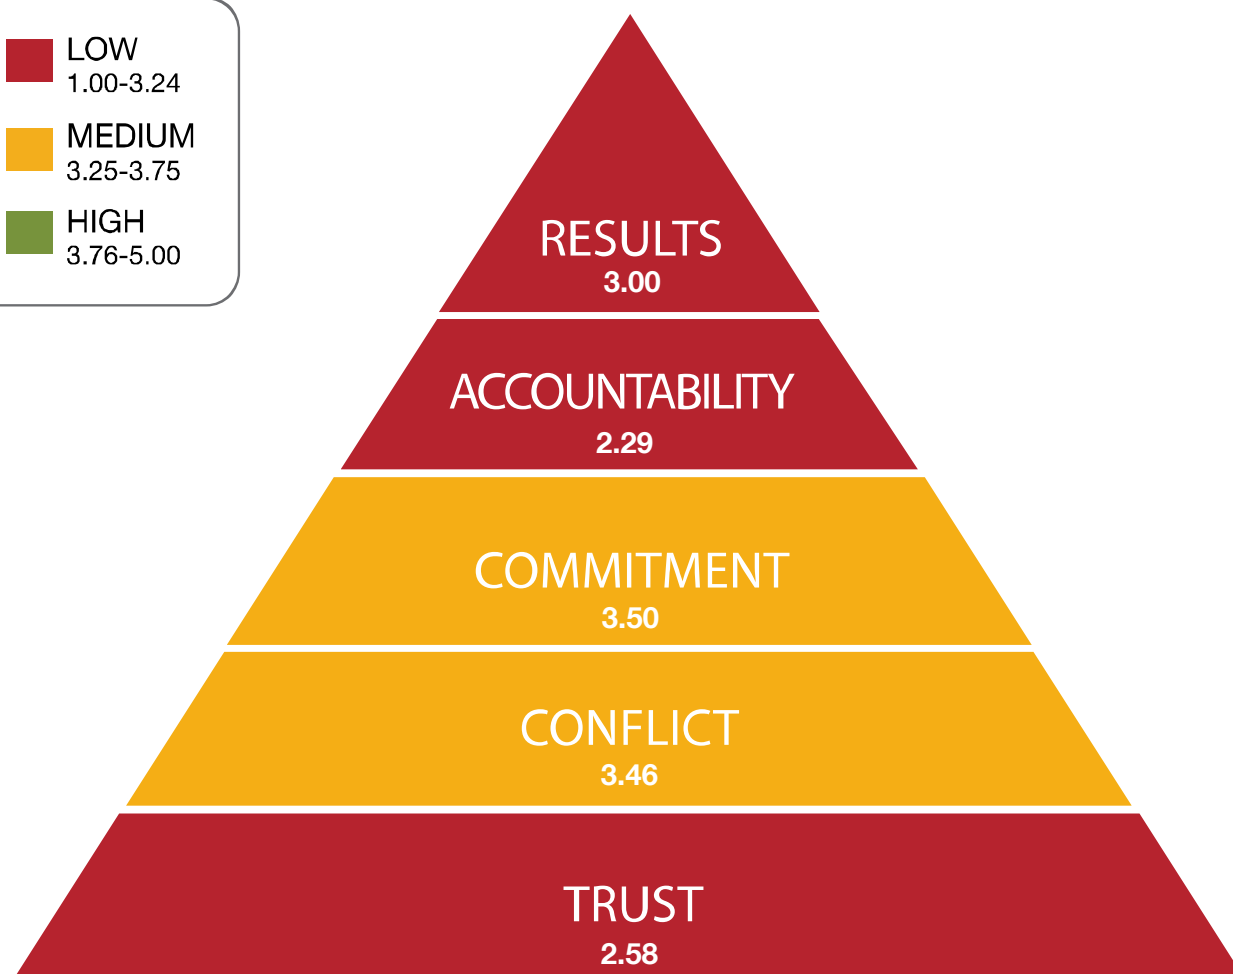 LOW
1.00-3.24
MEDIUM
3.25-3.75
HIGH
3.76-5.00
RESULTS
3.00
ACCOUNTABILITY
2.29
COMMITMENT
3.50
CONFLICT
3.46
TRUST
2.58